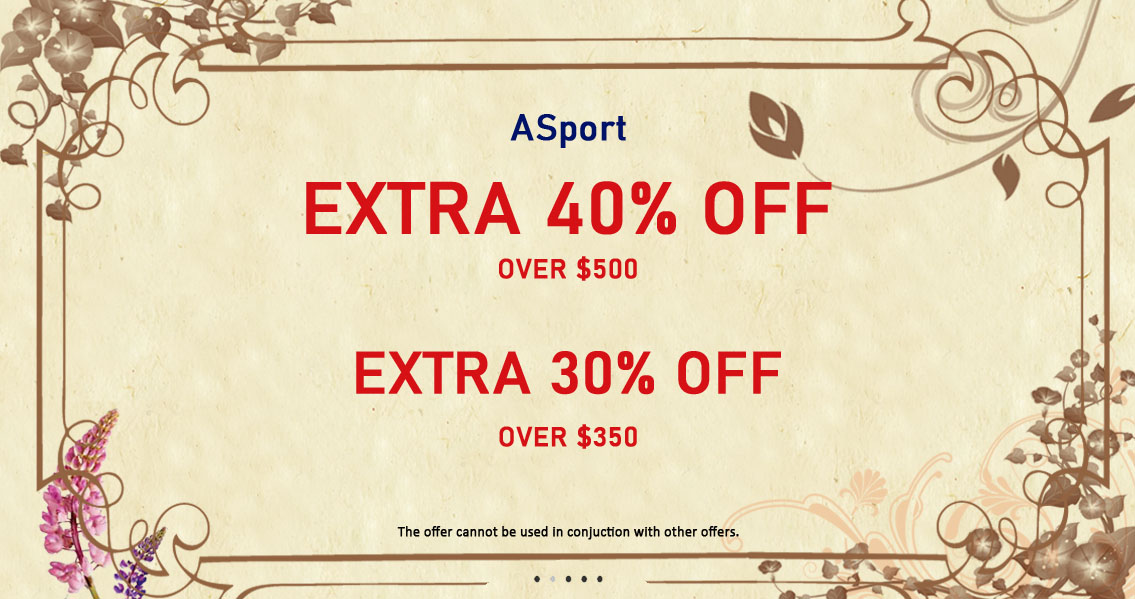 ASport
EXTRA 40% OFF
OVER $500
EXTRA 30% OFF
OVER $350
The offer cannot be used in conjuction with other offers.